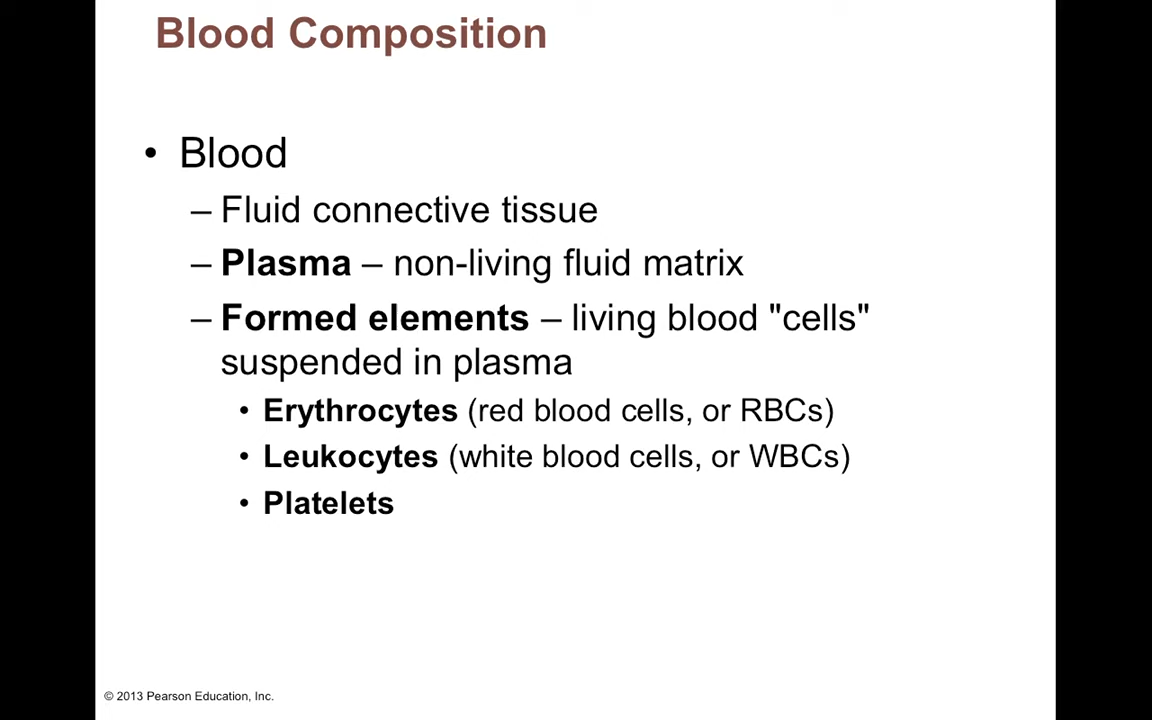 Blood Composition
• Blood
– Fluid connective tissue
– Plasma – non-living fluid matrix
– Formed elements – living blood "cells"
suspended in plasma
• Erythrocytes (red blood cells, or RBCs)
• Leukocytes (white blood cells, or WBCs)
• Platelets
© 2013 Pearson Education, Inc.